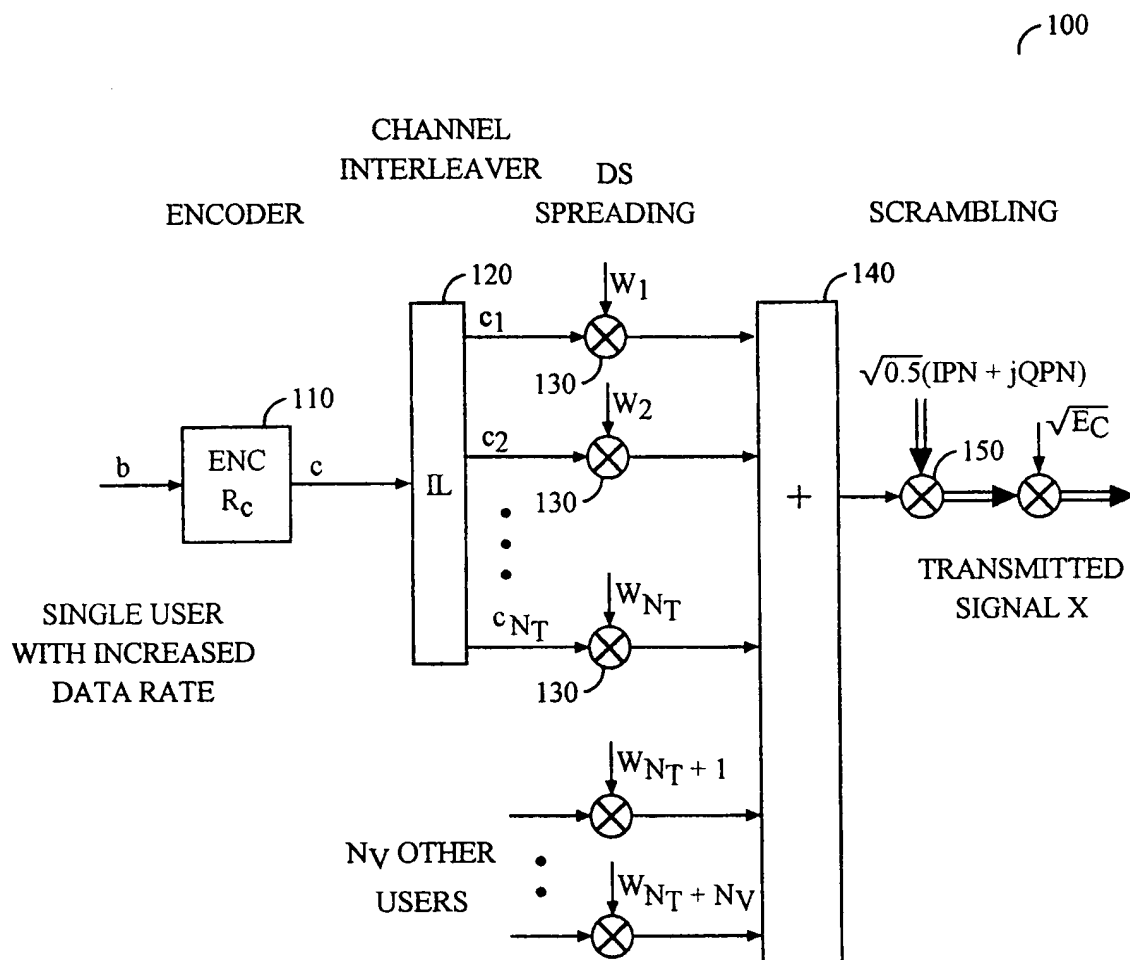 100
CHANNEL
INTERLEAVER
DS
SPREADING
ENCODER
SCRAMBLING
120
140
W1
c1
130
√0.5(IPN + jQPN)
√EC
110
W2
c2
150
b
ENC
RC
c
IL
130
+
TRANSMITTED
SIGNAL X
WNT
cNT
SINGLE USER
WITH INCREASED
DATA RATE
130
WNT + 1
NV OTHER
USERS
WNT + NV